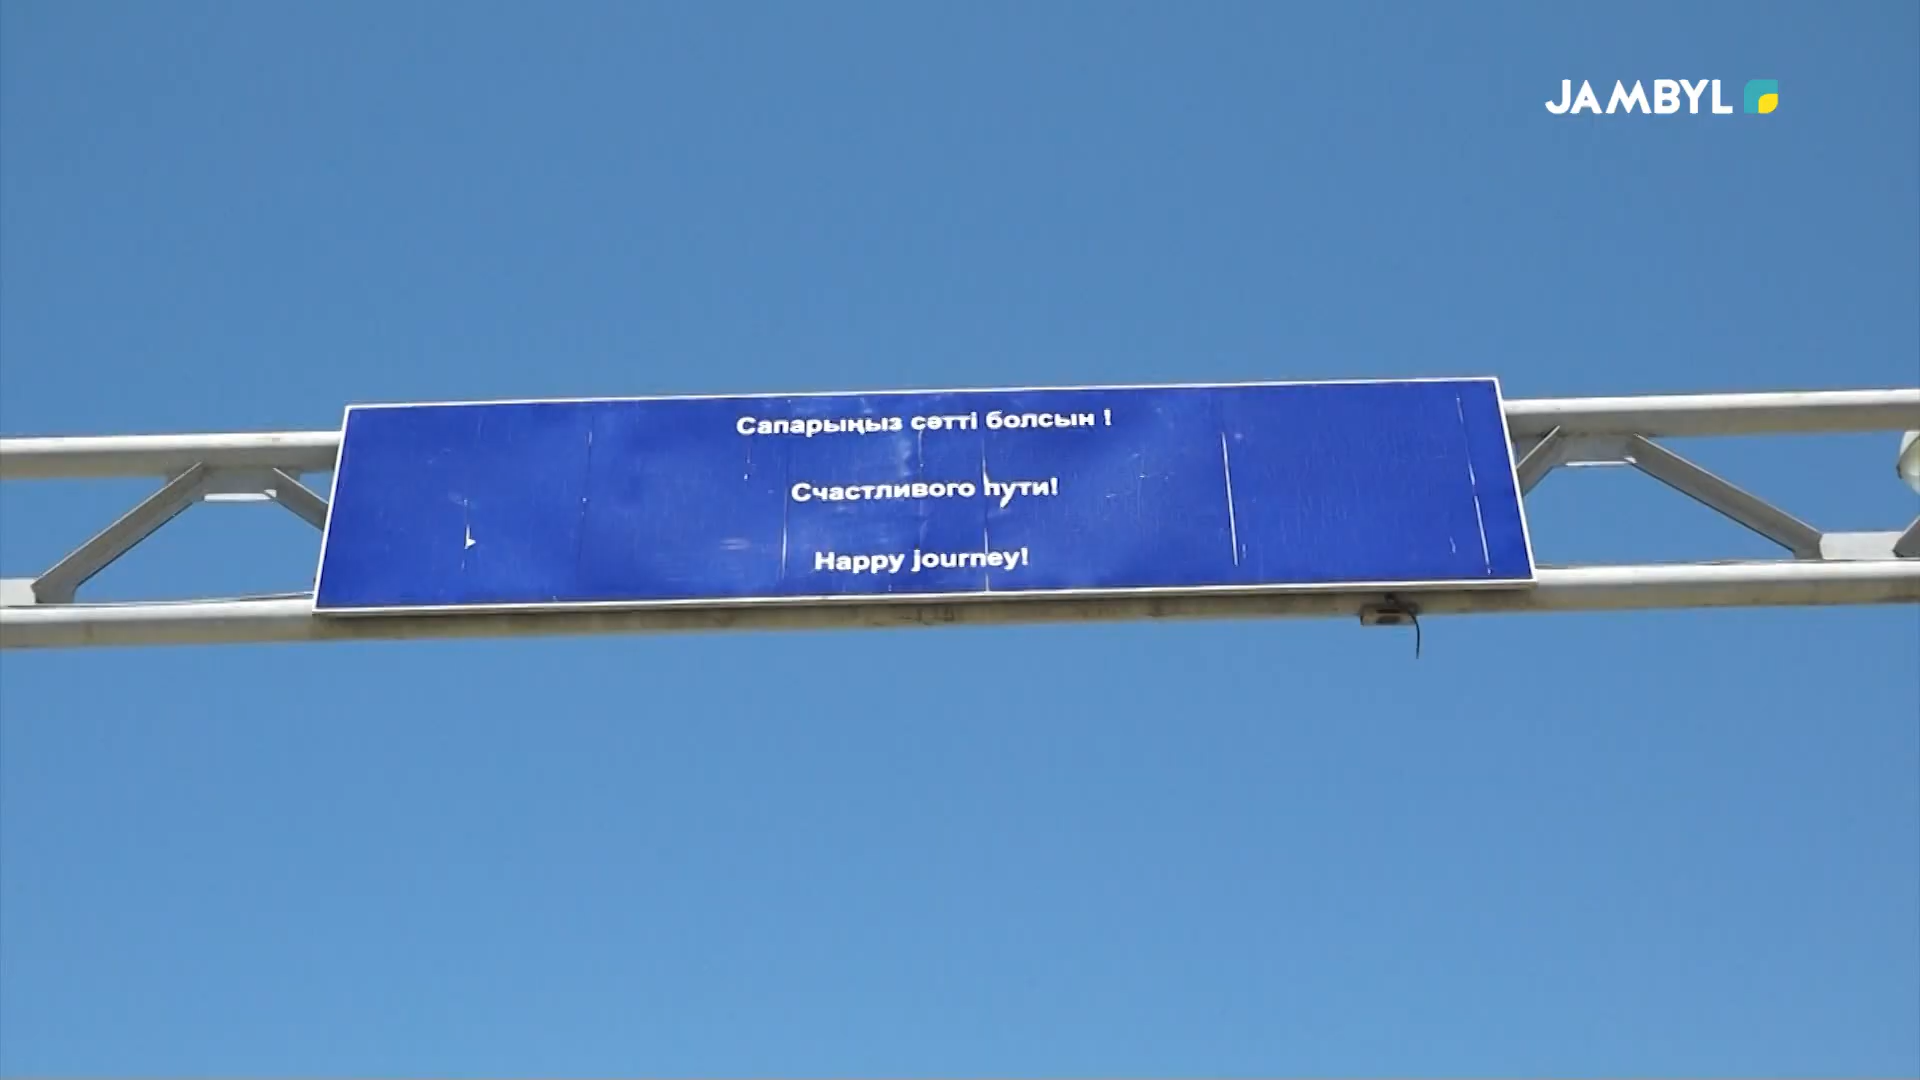 JAMBYL
Сапарыңыз сәтті болсын !
Счастливого пути!
Happy journey!